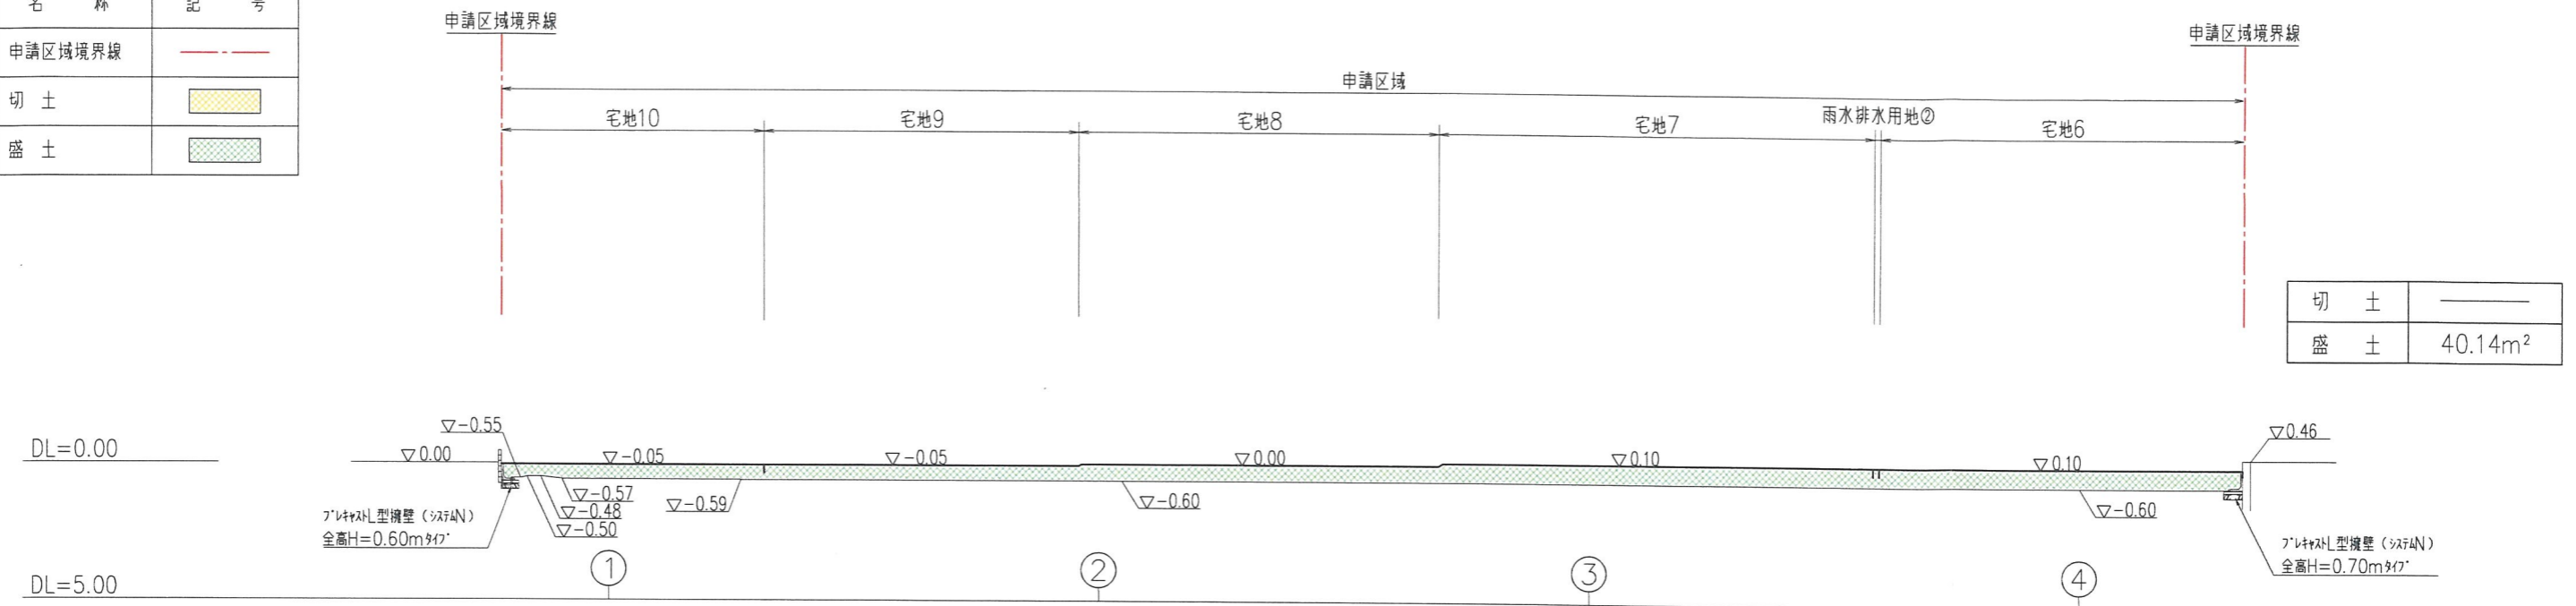 名　称　記　号
申請区域境界線
切　土
盛　土
申請区域境界線
申請区域境界線
申請区域
宅地10
宅地9
宅地8
宅地7
雨水排水用地②
宅地6
切　土
盛　土　40.14m²
DL=0.00
▽-0.55
▽0.00
▽-0.05
▽-0.05
▽0.00
▽0.10
▽0.10
▽0.46
▽-0.57
▽-0.48
▽-0.50
▽-0.59
▽-0.60
▽-0.60
プレキャストL型擁壁（システムN）
全高H=0.60mタイプ
プレキャストL型擁壁（システムN）
全高H=0.70mタイプ
DL=5.00
①
②
③
④